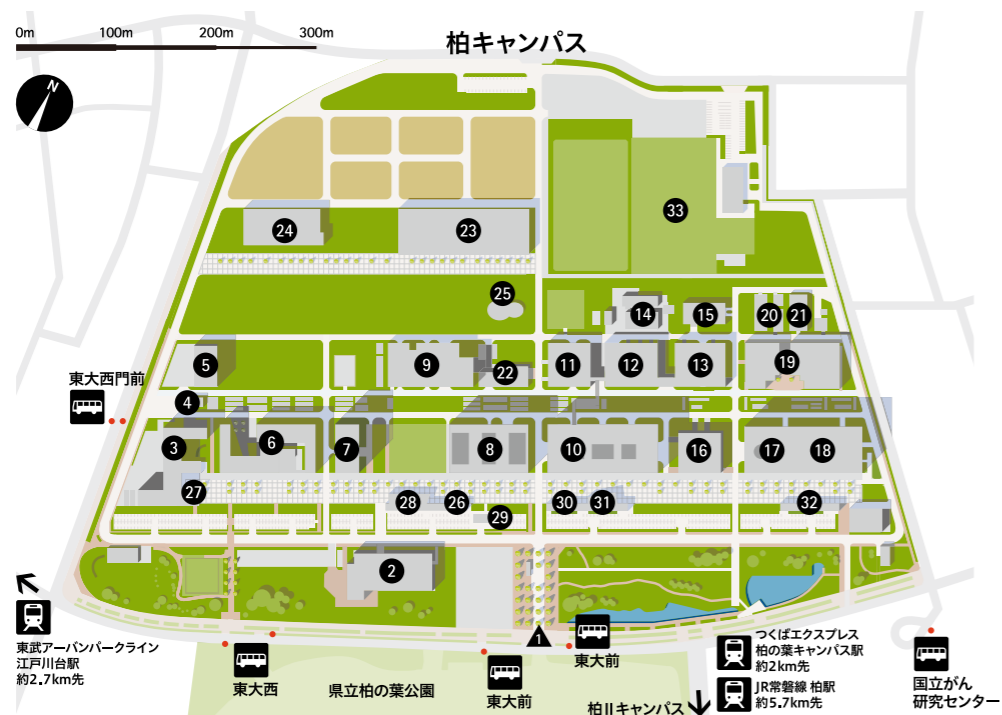 柏キャンパス
0m 100m 200m 300m
N
33
24
23
25
14
15
20
21
5
9
22
11
12
13
19
4
東大西門前
3
6
7
8
10
16
17
18
27
28
26
29
30
31
32
2
1
東武アーバンパークライン
江戸川台駅
約2.7km先
東大西
県立柏の葉公園
東大前
東大前
柏IIキャンパス
つくばエクスプレス
柏の葉キャンパス駅
約2km先
JR常磐線 柏駅
約5.7km先
国立がん
研究センター